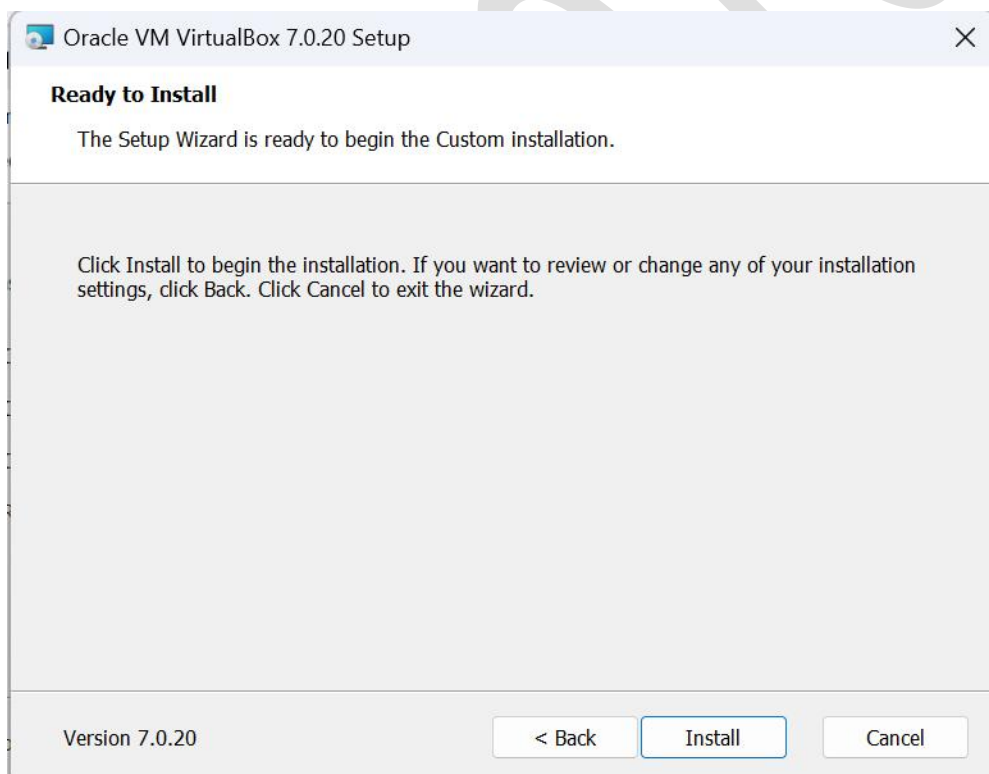 Oracle VM VirtualBox 7.0.20 Setup
Ready to Install
The Setup Wizard is ready to begin the Custom installation.
Click Install to begin the installation. If you want to review or change any of your installation
settings, click Back. Click Cancel to exit the wizard.
Version 7.0.20
< Back
Install
Cancel